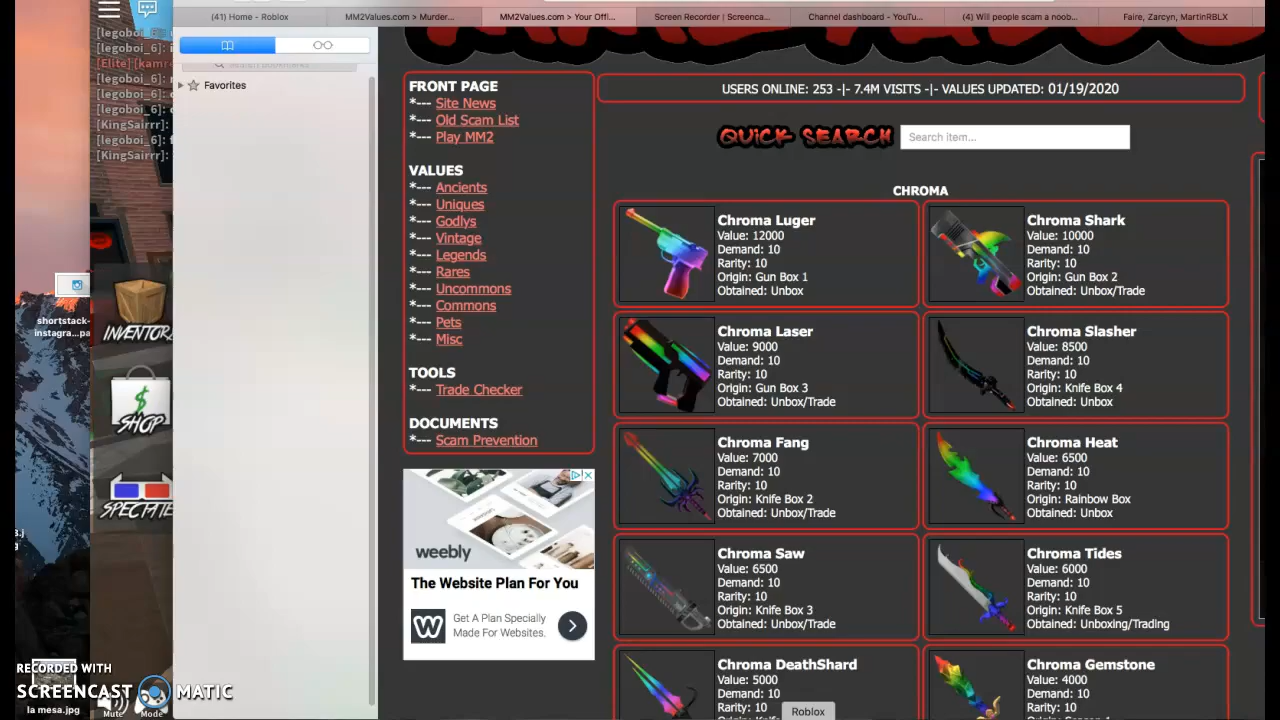 (41) Home - Roblox
MM2Values.com > Murder...
MM2Values.com > Your Offi...
Screen Recorder | Screenca...
Channel dashboard - YouTu...
(4) Will people scam a noob...
Faire, Zarcyn, MartinRBLX
[legoboi_6]:
[legoboi_6]:
[Elite] [kamr
[legoboi_6]:
[legoboi_6]:
[legoboi_6]:
[KingSairrr]:
[legoboi_6]: f
[KingSairrr]:
Favorites
shortstack-
instagra...pa
INVENTOR
SHOP
SPECTATE
RECORDED WITH
SCREENCAST MATIC
la mesa.jpg
Mute
Mode
FRONT PAGE
*--- Site News
*--- Old Scam List
*--- Play MM2
VALUES
*--- Ancients
*--- Uniques
*--- Godlys
*--- Vintage
*--- Legends
*--- Rares
*--- Uncommons
*--- Commons
*--- Pets
*--- Misc
TOOLS
*--- Trade Checker
DOCUMENTS
*--- Scam Prevention
weebly
The Website Plan For You
Get A Plan Specially
Made For Websites.
USERS ONLINE: 253 -|- 7.4M VISITS -|- VALUES UPDATED: 01/19/2020
QUICK SEARCH
Search item...
CHROMA
Chroma Luger
Value: 12000
Demand: 10
Rarity: 10
Origin: Gun Box 1
Obtained: Unbox
Chroma Shark
Value: 10000
Demand: 10
Rarity: 10
Origin: Gun Box 2
Obtained: Unbox/Trade
Chroma Laser
Value: 9000
Demand: 10
Rarity: 10
Origin: Gun Box 3
Obtained: Unbox/Trade
Chroma Slasher
Value: 8500
Demand: 10
Rarity: 10
Origin: Knife Box 4
Obtained: Unbox
Chroma Fang
Value: 7000
Demand: 10
Rarity: 10
Origin: Knife Box 2
Obtained: Unbox/Trade
Chroma Heat
Value: 6500
Demand: 10
Rarity: 10
Origin: Rainbow Box
Obtained: Unbox
Chroma Saw
Value: 6500
Demand: 10
Rarity: 10
Origin: Knife Box 3
Obtained: Unbox/Trade
Chroma Tides
Value: 6000
Demand: 10
Rarity: 10
Origin: Knife Box 5
Obtained: Unboxing/Trading
Chroma DeathShard
Value: 5000
Demand: 10
Rarity: 10
Chroma Gemstone
Value: 4000
Demand: 10
Rarity: 10
Roblox